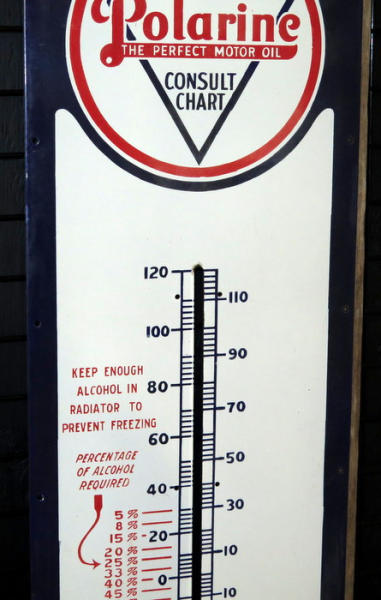 Polarine
THE PERFECT MOTOR OIL
CONSULT
CHART
120
110
100
90
KEEP ENOUGH
ALCOHOL IN
RADIATOR TO
PREVENT FREEZING
80
70
60
PERCENTAGE
OF ALCOHOL
REQUIRED
50
40
30
5%
8%
15%
20
20%
10
25%
33%
40%
0
45%
10